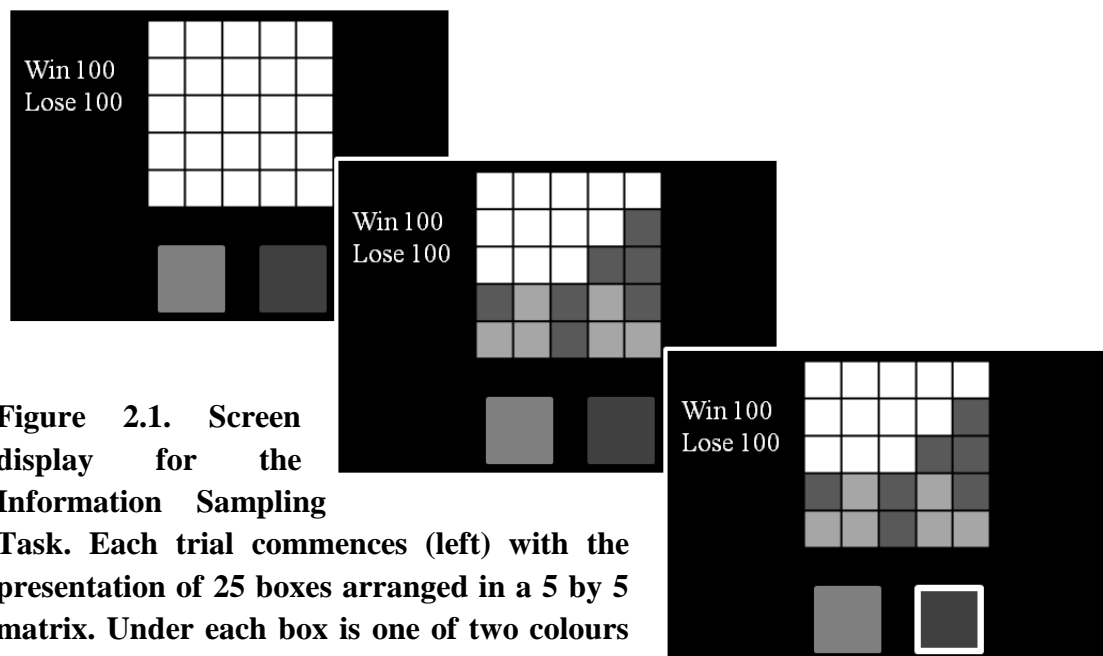 Win 100
Lose 100
Win 100
Lose 100
Win 100
Lose 100
Figure 2.1. Screen
display for the
Information Sampling
Task. Each trial commences (left) with the
presentation of 25 boxes arranged in a 5 by 5
matrix. Under each box is one of two colours